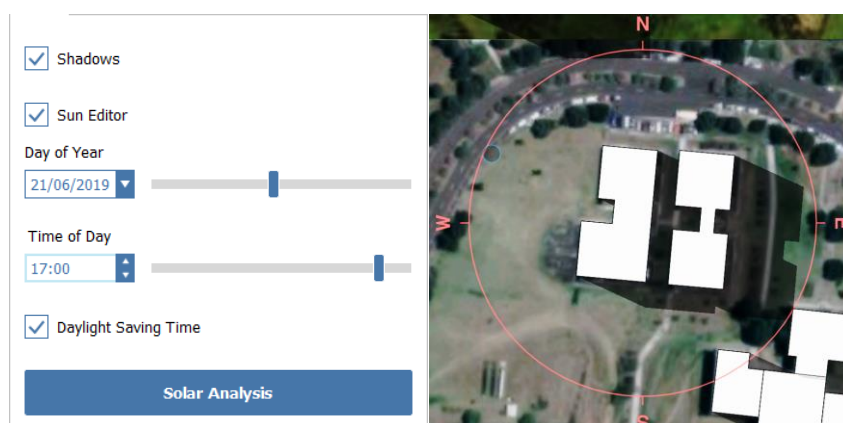 Shadows
Sun Editor
Day of Year
21/06/2019
Time of Day
17:00
Daylight Saving Time
Solar Analysis
N
W
E
S